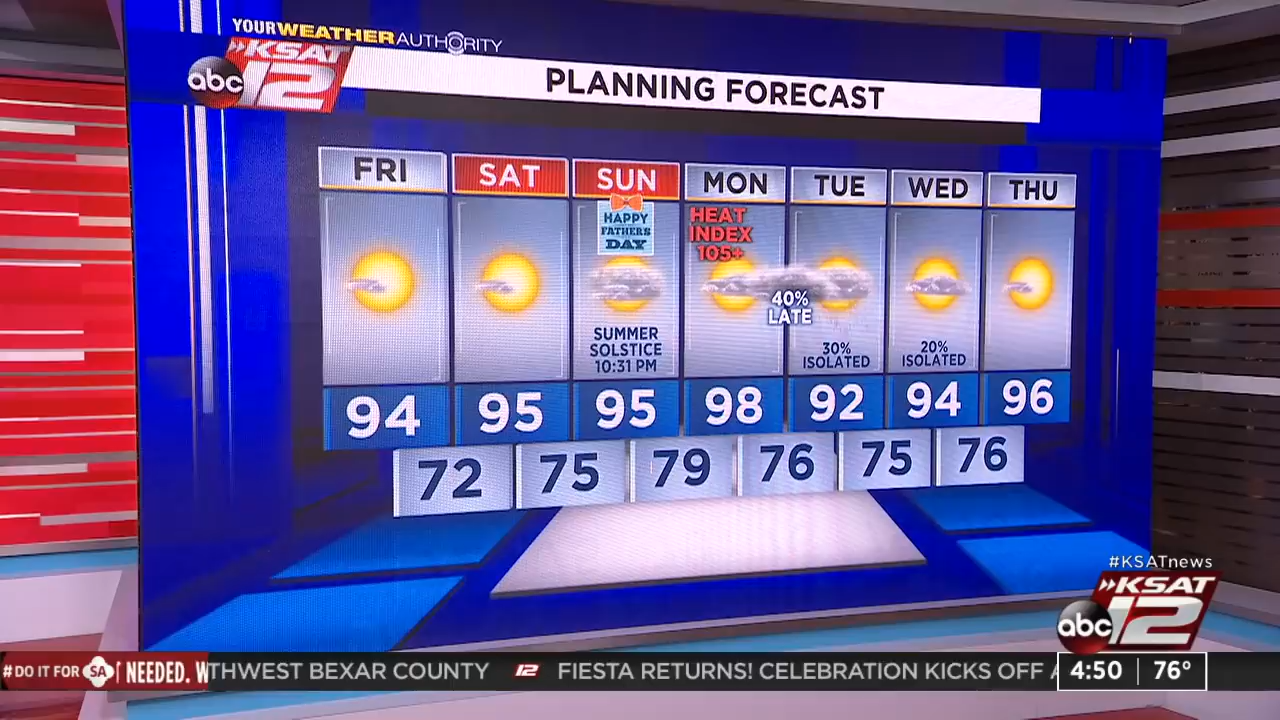 YOURWEATHERAUTHORITY
»KSAT
abc 12
PLANNING FORECAST
FRI SAT SUN MON TUE WED THU
HAPPY
FATHERS
DAY
HEAT
INDEX
105+
40%
LATE
SUMMER
SOLSTICE
10:31 PM
30%
ISOLATED
20%
ISOLATED
94 95 95 98 92 94 96
72 75 79 76 75 76
#KSATnews
»KSAT
abc 12
#DO IT FOR SA NEEDED. W THWEST BEXAR COUNTY 12 FIESTA RETURNS! CELEBRATION KICKS OFF
4:50 76°